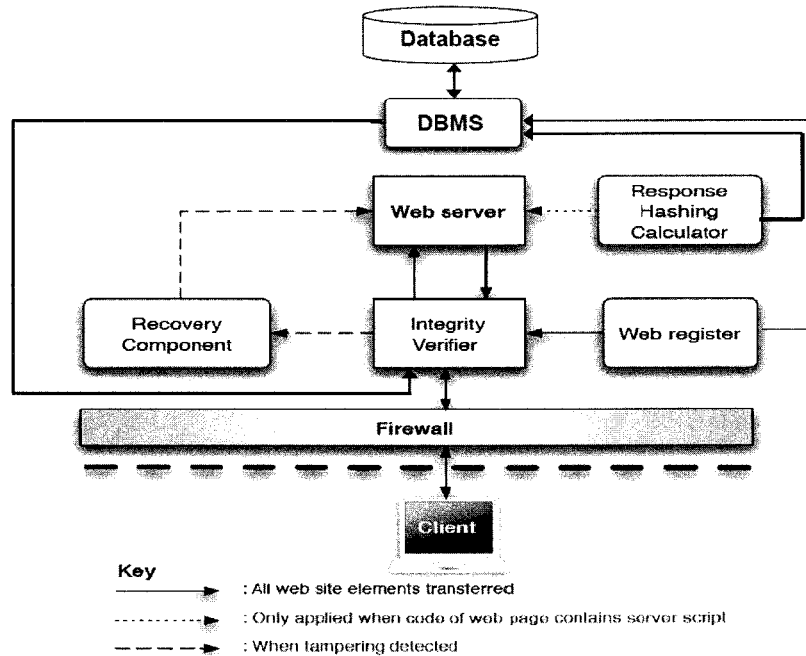 Database
DBMS
Web server
Response
Hashing
Calculator
Recovery
Component
Integrity
Verifier
Web register
Firewall
Client
Key
: All web site elements transferred
: Only applied when code of web page contains server script
: When tampering detected